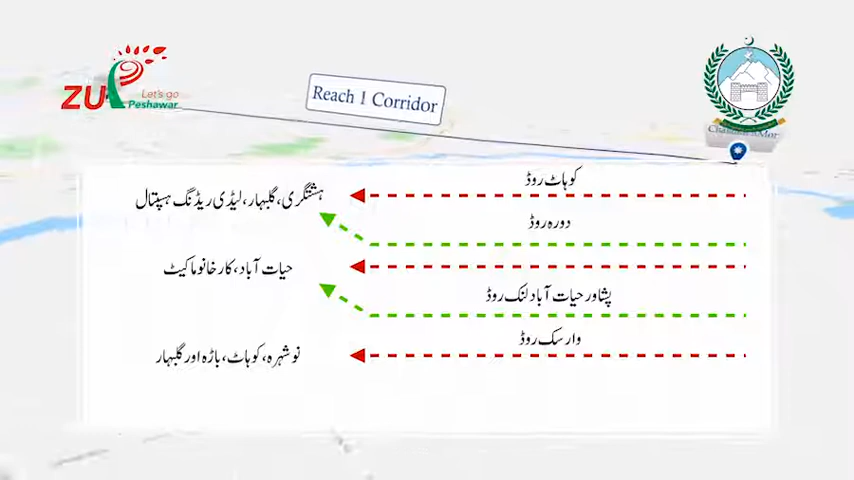 ZU Let's go Peshawar
Reach 1 Corridor
کوہاٹ روڈ
ہشتگری، گلبہار، لیڈی ریڈنگ ہسپتال
دورہ روڈ
حیات آباد، کارخانو مارکیٹ
پشاور حیات آباد لنک روڈ
وارسک روڈ
نوشہرہ، کوہاٹ، باڑہ اور گلبہار